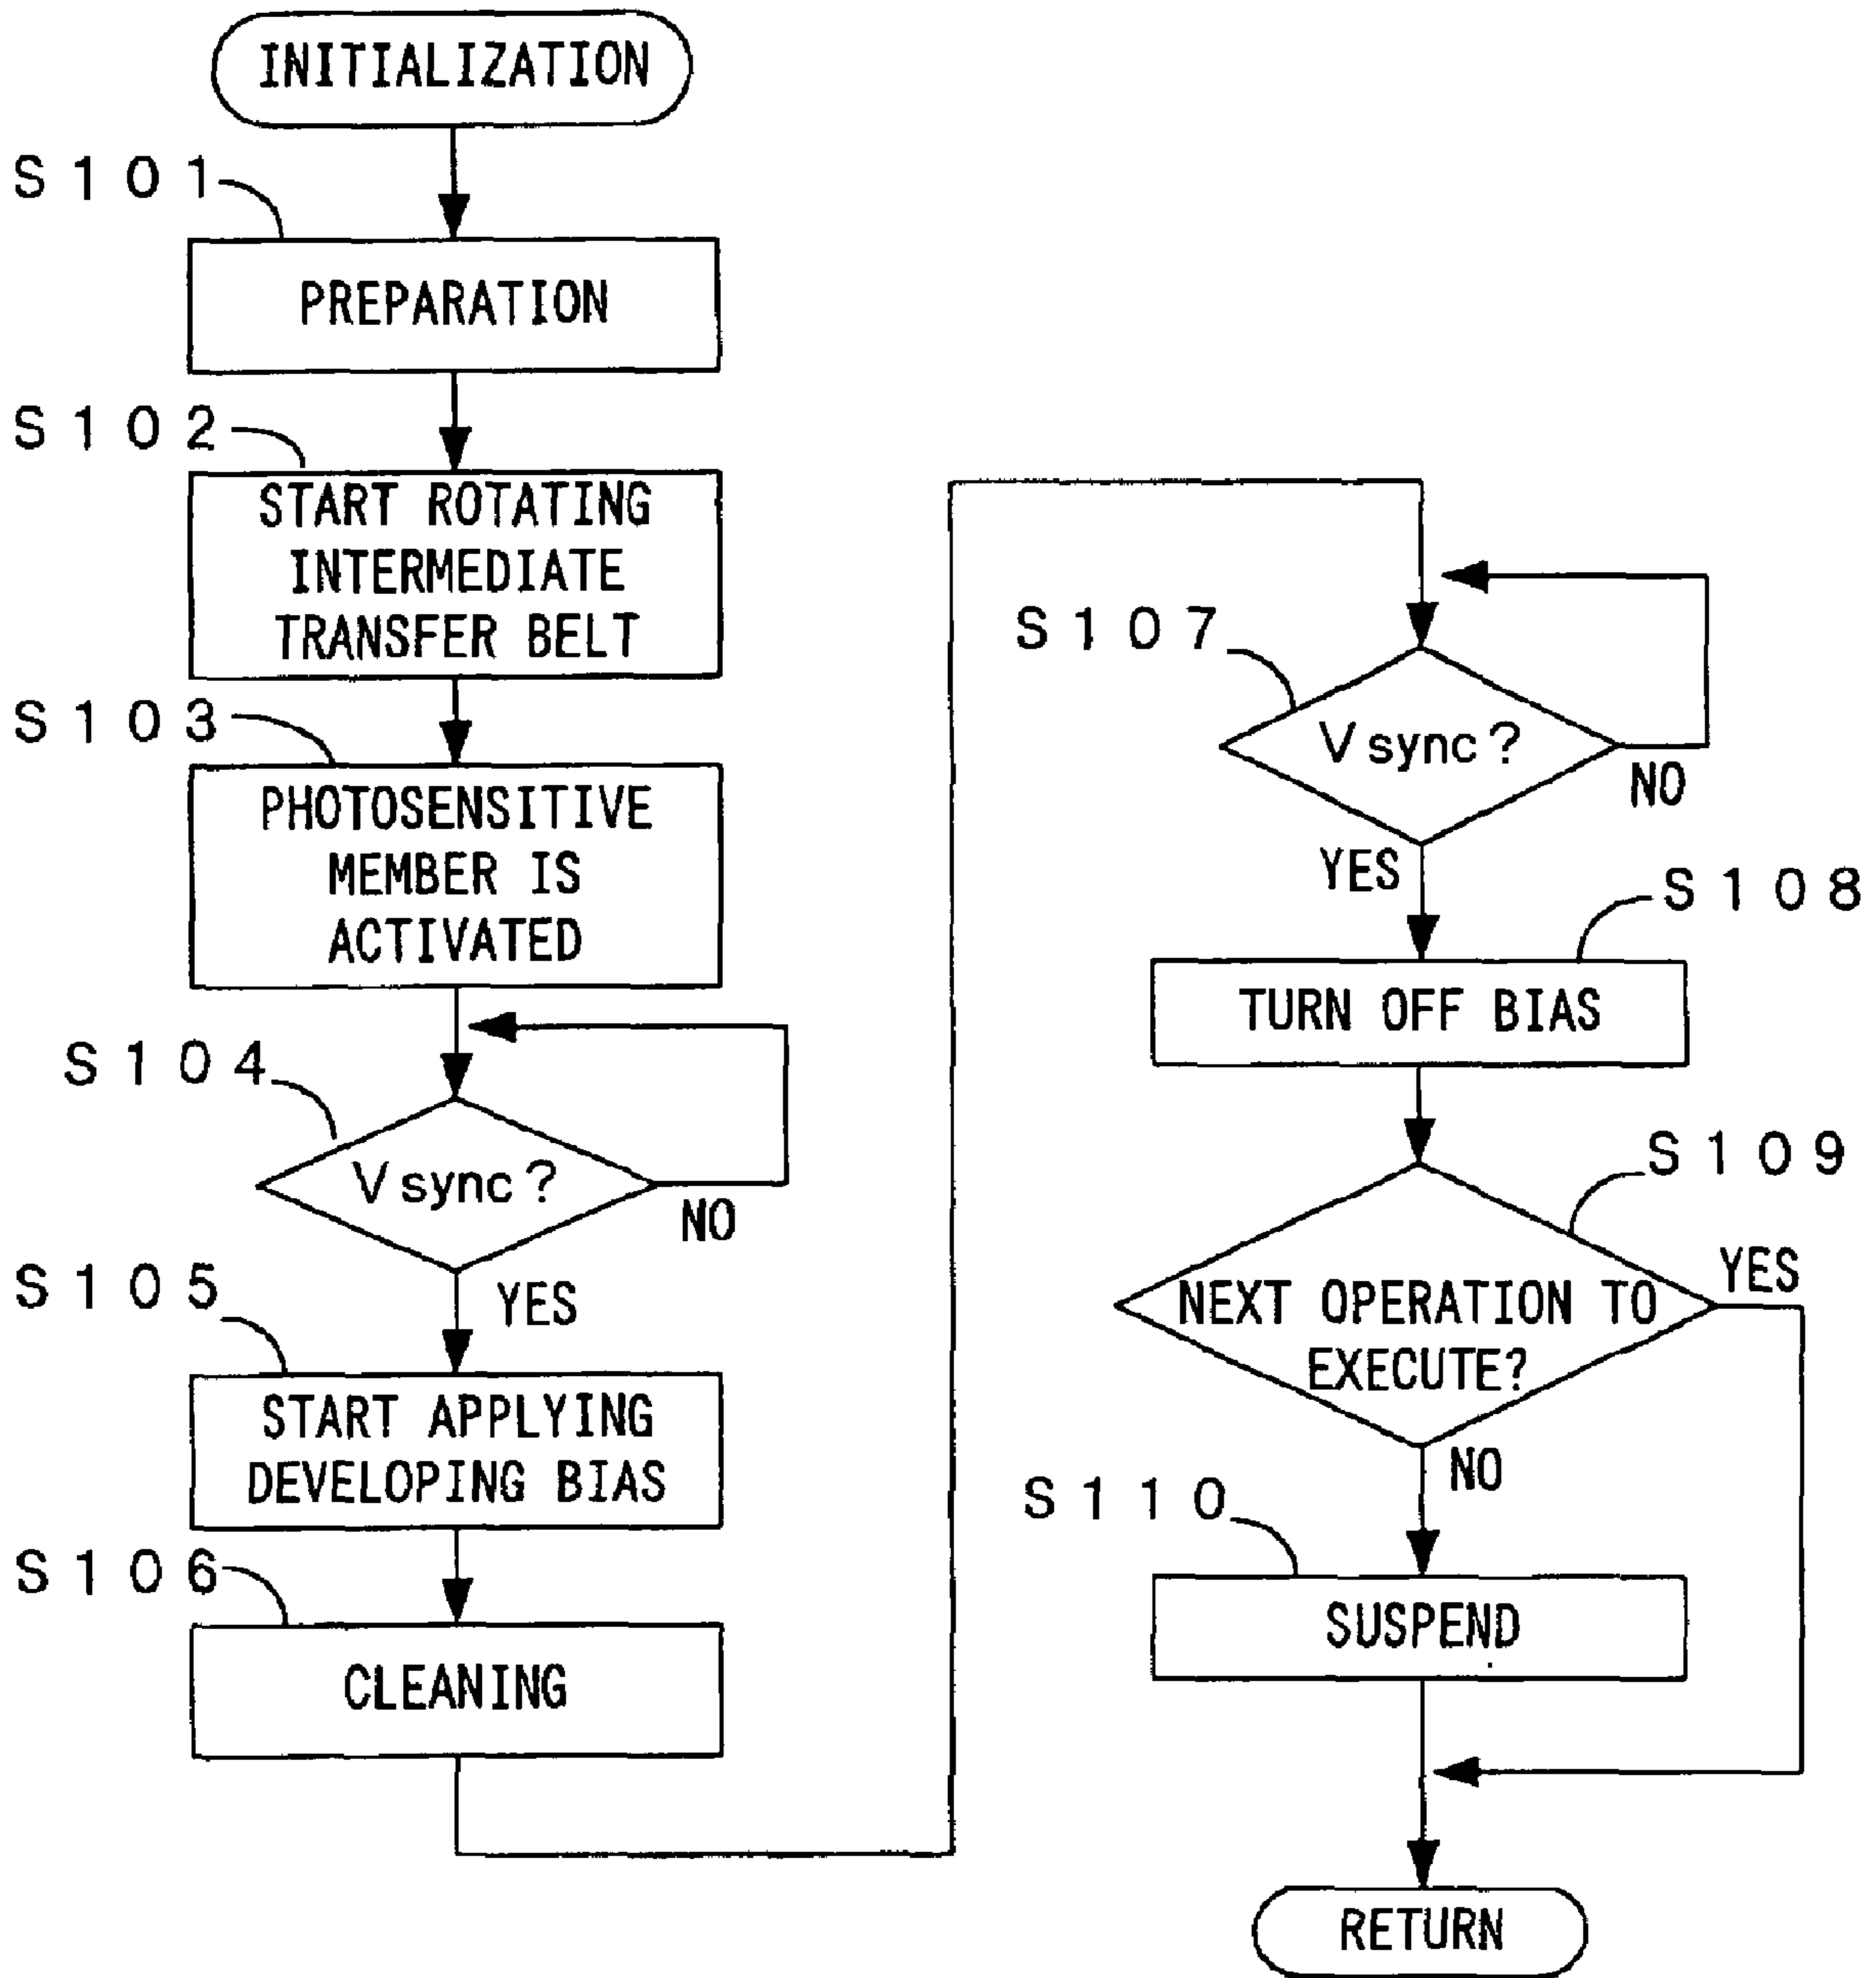 INITIALIZATION
S101
PREPARATION
S102
START ROTATING
INTERMEDIATE
TRANSFER BELT
S103
PHOTOSENSITIVE
MEMBER IS
ACTIVATED
S104
Vsync?
NO
YES
S105
START APPLYING
DEVELOPING BIAS
S106
CLEANING
S107
Vsync?
NO
YES
S108
TURN OFF BIAS
S109
NEXT OPERATION TO
EXECUTE?
YES
NO
S110
SUSPEND
RETURN